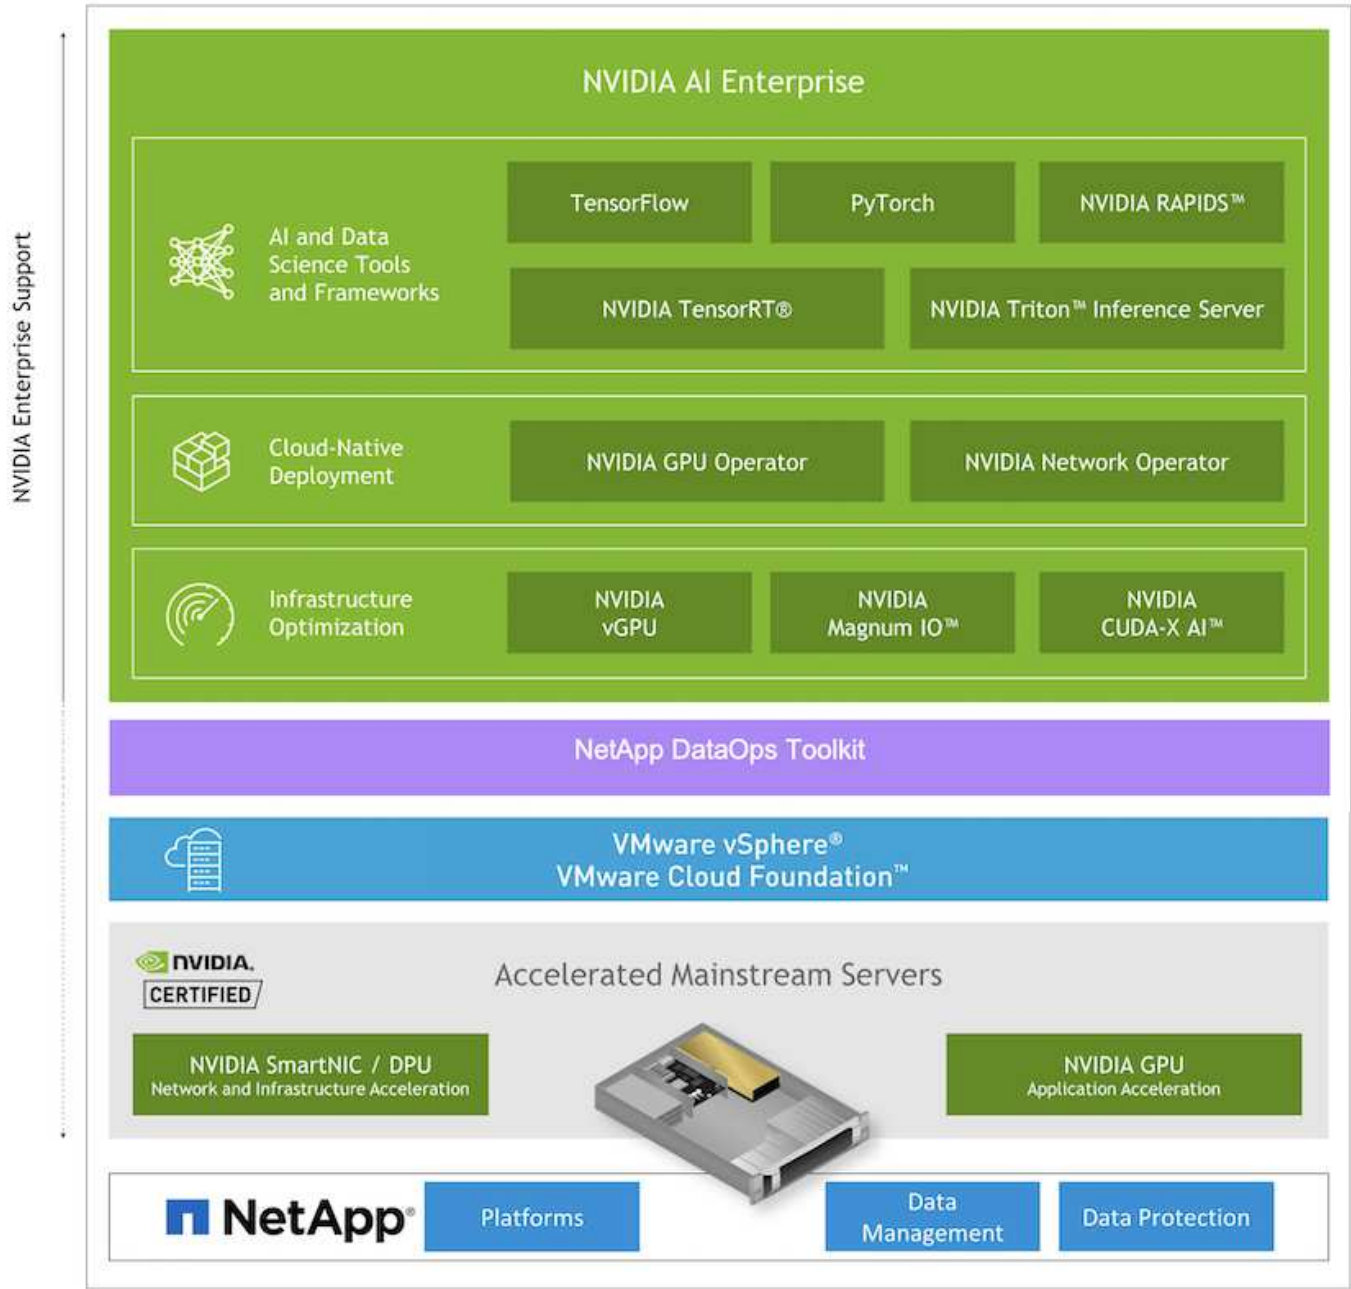 NVIDIA Enterprise Support
NVIDIA AI Enterprise
AI and Data
Science Tools
and Frameworks
TensorFlow
PyTorch
NVIDIA RAPIDS™
NVIDIA TensorRT®
NVIDIA Triton™ Inference Server
Cloud-Native
Deployment
NVIDIA GPU Operator
NVIDIA Network Operator
Infrastructure
Optimization
NVIDIA
vGPU
NVIDIA
Magnum IO™
NVIDIA
CUDA-X AI™
NetApp DataOps Toolkit
VMware vSphere®
VMware Cloud Foundation™
NVIDIA.
CERTIFIED
Accelerated Mainstream Servers
NVIDIA SmartNIC / DPU
Network and Infrastructure Acceleration
NVIDIA GPU
Application Acceleration
NetApp®
Platforms
Data
Management
Data Protection